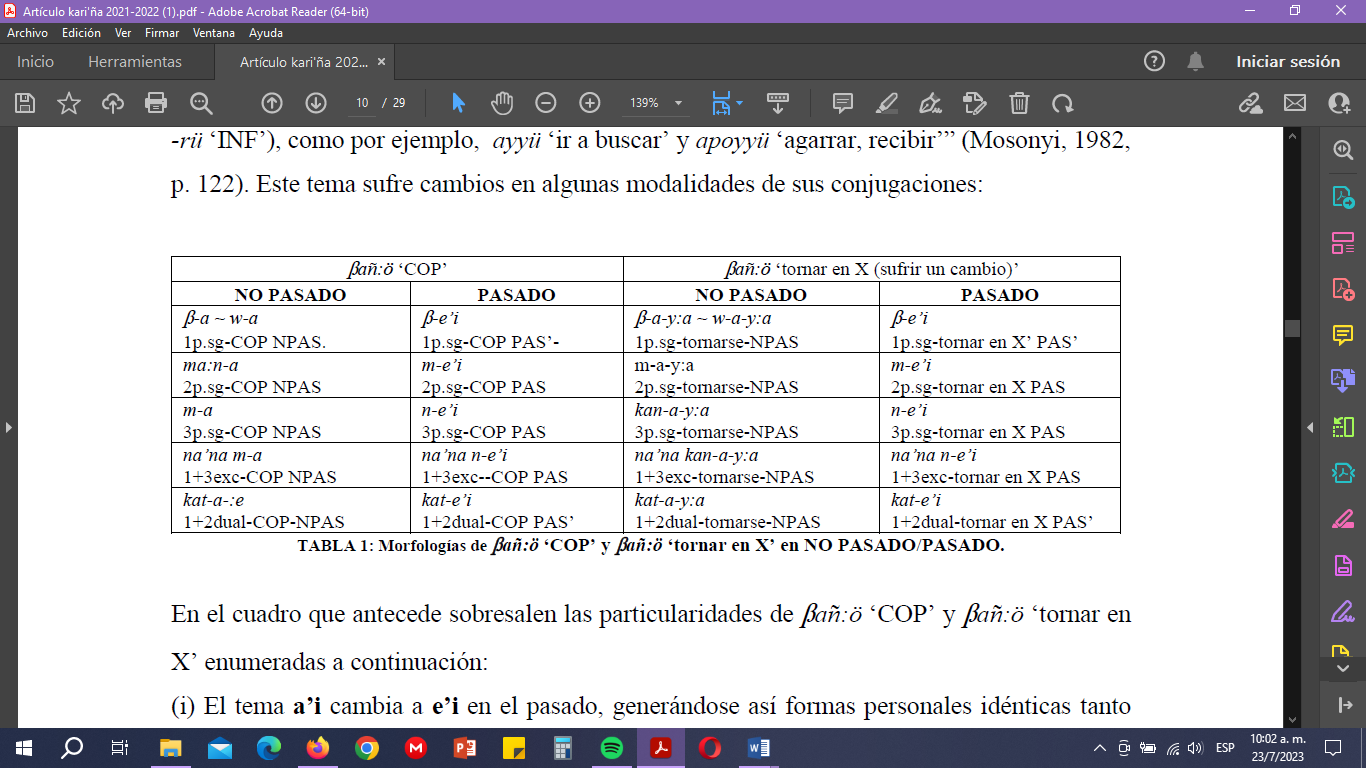 Artículo kari'ña 2021-2022 (1).pdf - Adobe Acrobat Reader (64-bit)
Archivo Edición Ver Firmar Ventana Ayuda
Inicio Herramientas Artículo kari'ña 202... × Iniciar sesión
10 / 29 139%
-rü ‘INF’), como por ejemplo, ayyü ‘ir a buscar’ y apoyyü ‘agarrar, recibir’” (Mosonyi, 1982,
p. 122). Este tema sufre cambios en algunas modalidades de sus conjugaciones:
βañ:ö ‘COP’ βañ:ö ‘tornar en X (sufrir un cambio)’
NO PASADO PASADO NO PASADO PASADO
β-a ~ w-a β-e’i β-a-y:a ~ w-a-y:a β-e’i
1p.sg-COP NPAS. 1p.sg-COP PAS’- 1p.sg-tornarse-NPAS 1p.sg-tornar en X’ PAS’
ma:n-a m-e’i m-a-y:a m-e’i
2p.sg-COP NPAS 2p.sg-COP PAS 2p.sg-tornarse-NPAS 2p.sg-tornar en X PAS
m-a n-e’i kan-a-y:a n-e’i
3p.sg-COP NPAS 3p.sg-COP PAS 3p.sg-tornarse-NPAS 3p.sg-tornar en X PAS
na’na m-a na’na n-e’i na’na kan-a-y:a na’na n-e’i
1+3exc-COP NPAS 1+3exc--COP PAS 1+3exc-tornarse-NPAS 1+3exc-tornar en X PAS
kat-a-:e kat-e’i kat-a-y:a kat-e’i
1+2dual-COP-NPAS 1+2dual-COP PAS’ 1+2dual-tornarse-NPAS 1+2dual-tornar en X PAS’
TABLA 1: Morfologías de βañ:ö ‘COP’ y βañ:ö ‘tornar en X’ en NO PASADO/PASADO.
En el cuadro que antecede sobresalen las particularidades de βañ:ö ‘COP’ y βañ:ö ‘tornar en
X’ enumeradas a continuación:
(i) El tema a’i cambia a e’i en el pasado, generándose así formas personales idénticas tanto
ESP 10:02 a. m.
23/7/2023